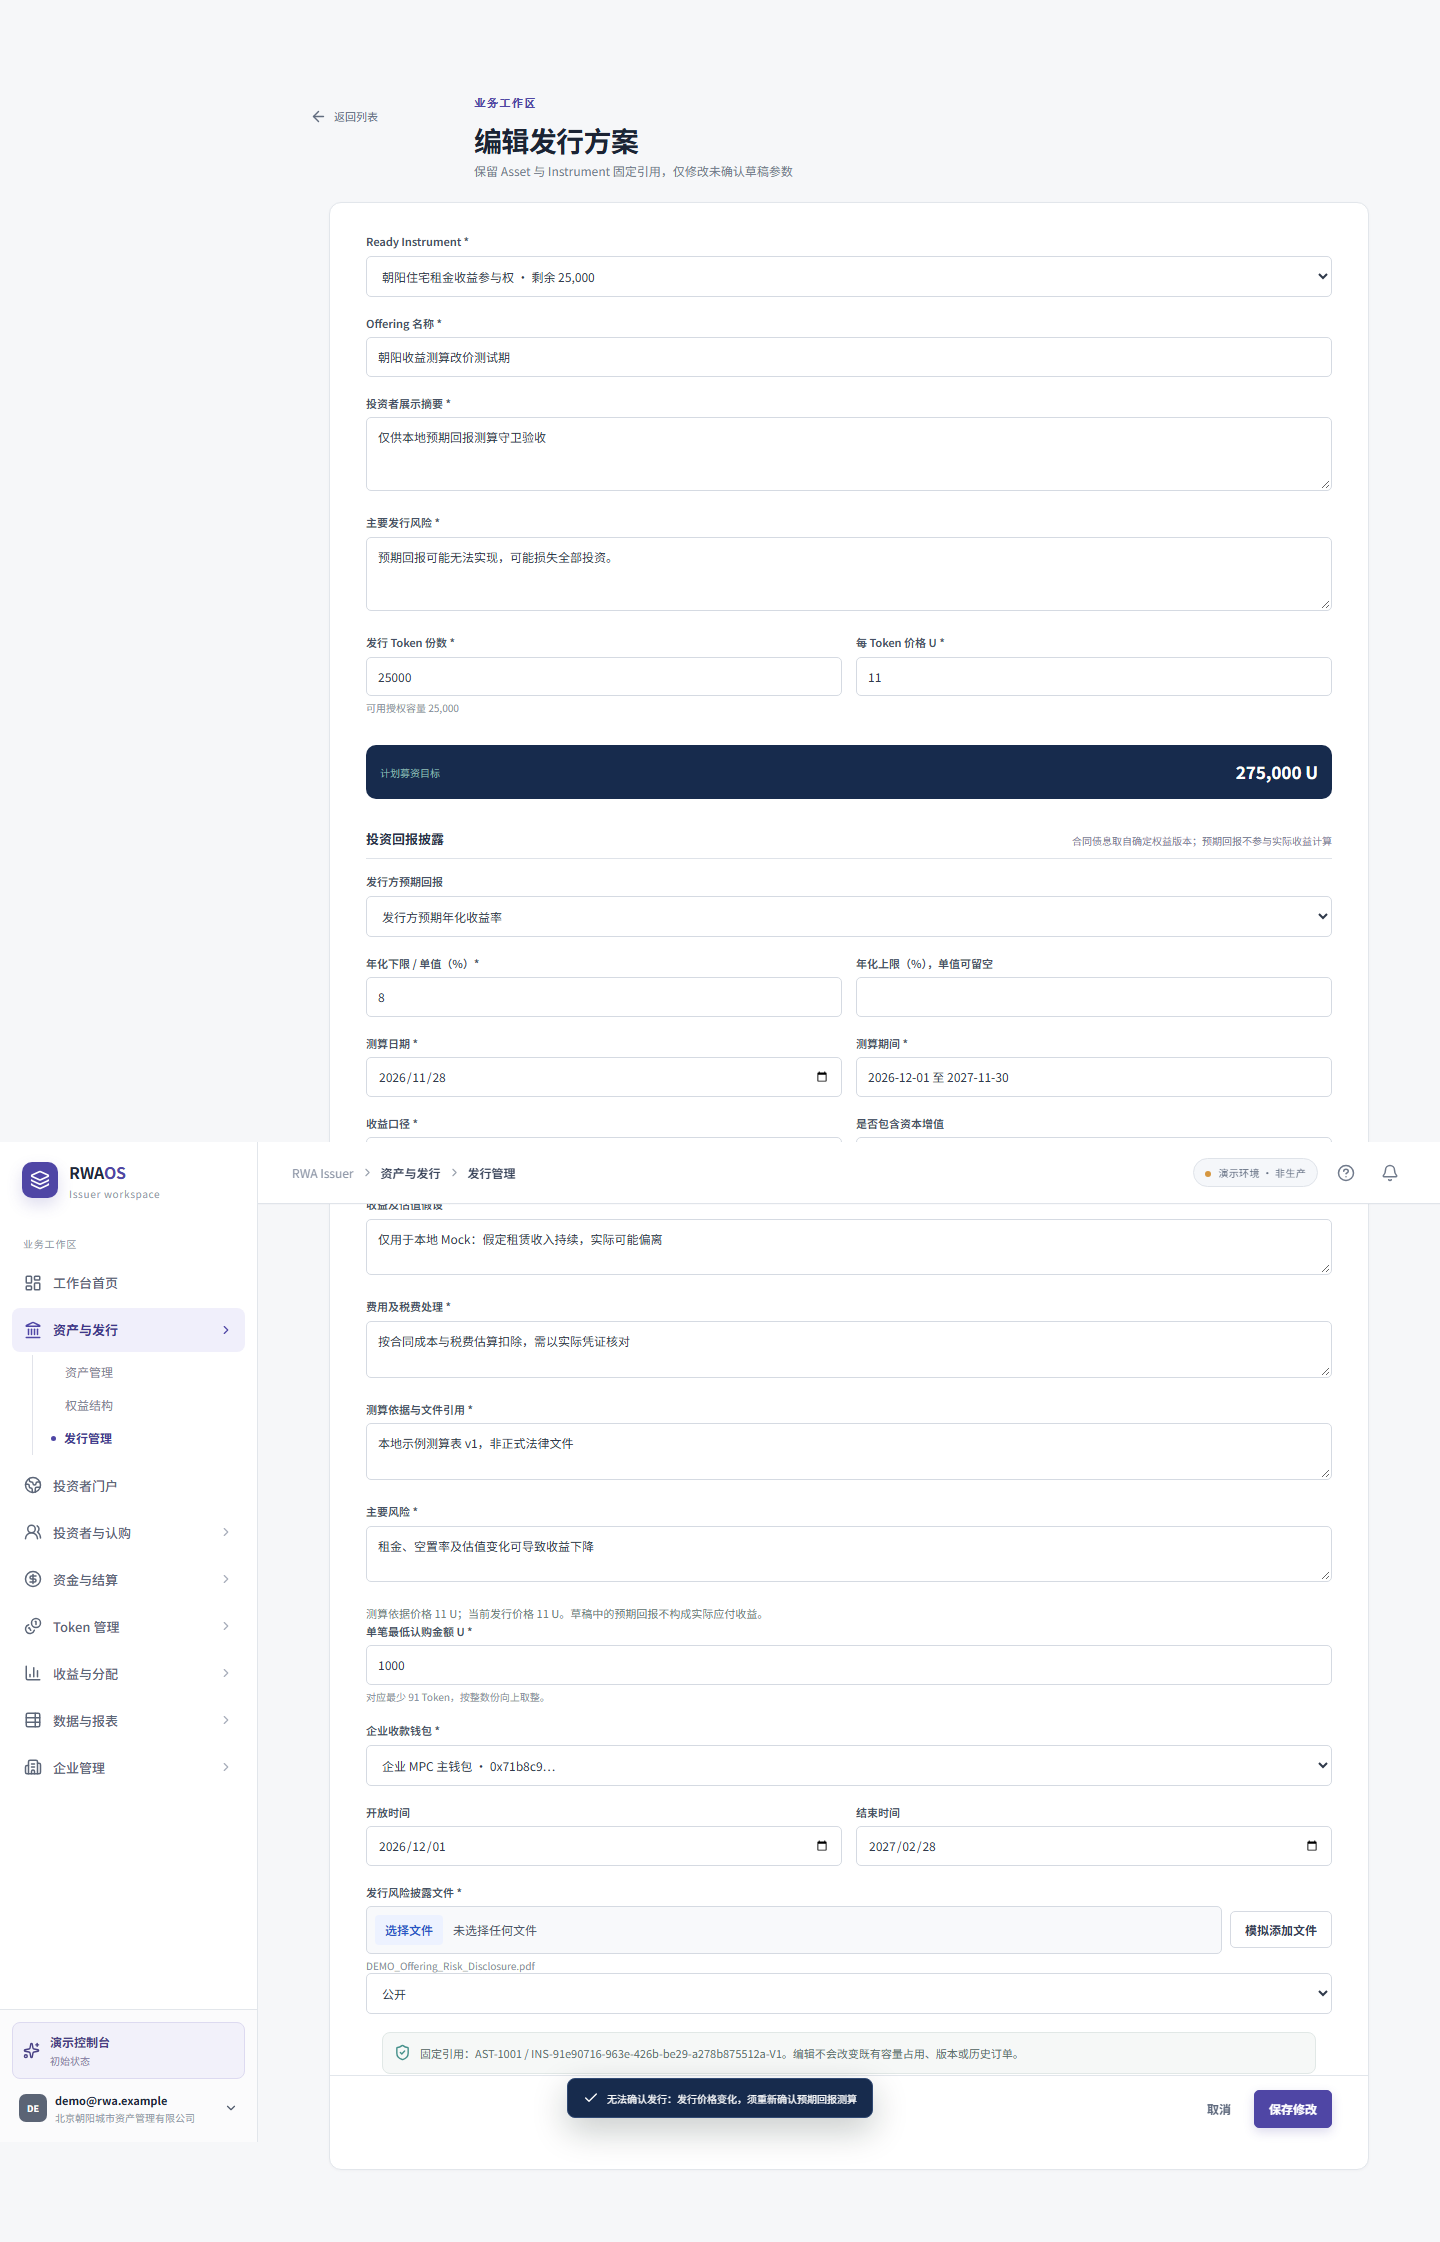 返回列表
业务工作区
编辑发行方案
保留 Asset 与 Instrument 固定引用，仅修改未确认草稿参数
Ready Instrument *
朝阳住宅租金收益参与权 · 剩余 25,000
Offering 名称 *
朝阳收益测算改价测试期
投资者展示摘要 *
仅供本地预期回报测算守卫验收
主要发行风险 *
预期回报可能无法实现，可能损失全部投资。
发行 Token 份数 *
每 Token 价格 U *
25000
11
可用授权容量 25,000
计划募资目标
275,000 U
投资回报披露
合同债息取自确定权益版本；预期回报不参与实际收益计算
发行方预期回报
发行方预期年化收益率
年化下限 / 单值（%）*
年化上限（%），单值可留空
8
测算日期 *
测算期间 *
2026/11/28
2026-12-01 至 2027-11-30
收益口径 *
是否包含资本增值
RWAOS
Issuer workspace
RWA Issuer
资产与发行
发行管理
演示环境 · 非生产
收益及估值假设
仅用于本地 Mock：假定租赁收入持续，实际可能偏离
费用及税费处理 *
按合同成本与税费估算扣除，需以实际凭证核对
测算依据与文件引用 *
本地示例测算表 v1，非正式法律文件
主要风险 *
租金、空置率及估值变化可导致收益下降
测算依据价格 11 U；当前发行价格 11 U。草稿中的预期回报不构成实际应付收益。
单笔最低认购金额 U *
1000
对应最少 91 Token，按整数份向上取整。
企业收款钱包 *
企业 MPC 主钱包 · 0x71b8c9…
开放时间
结束时间
2026/12/01
2027/02/28
发行风险披露文件 *
选择文件
未选择任何文件
模拟添加文件
DEMO_Offering_Risk_Disclosure.pdf
公开
固定引用：AST-1001 / INS-91e90716-963e-426b-be29-a278b875512a-V1。编辑不会改变既有容量占用、版本或历史订单。
无法确认发行：发行价格变化，须重新确认预期回报测算
取消
保存修改
业务工作区
工作台首页
资产与发行
资产管理
权益结构
发行管理
投资者门户
投资者与认购
资金与结算
Token 管理
收益与分配
数据与报表
企业管理
演示控制台
初始状态
DE
demo@rwa.example
北京朝阳城市资产管理有限公司